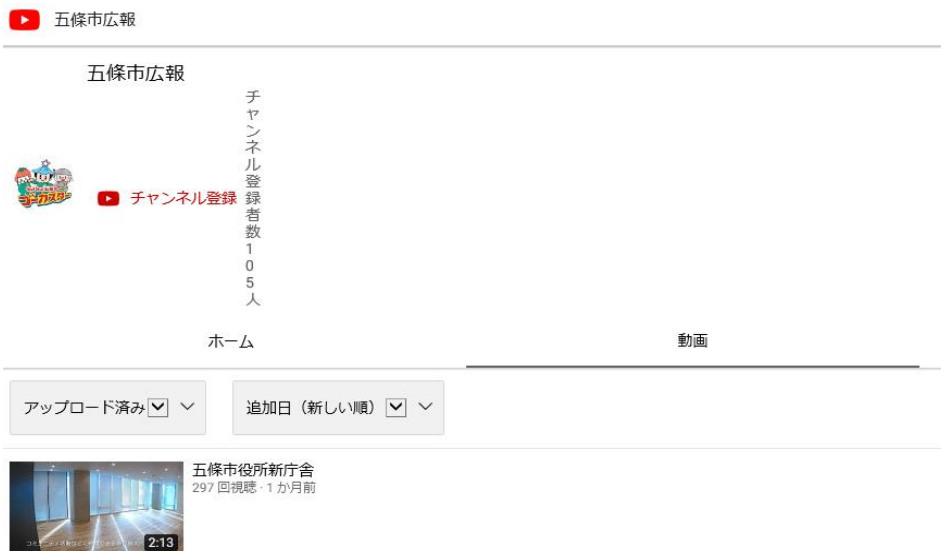 五條市広報
五條市広報
チャンネル登録者数105人
チャンネル登録
ホーム
動画
アップロード済み
追加日（新しい順）
五條市役所新庁舎
297 回視聴 · 1 か月前
2:13